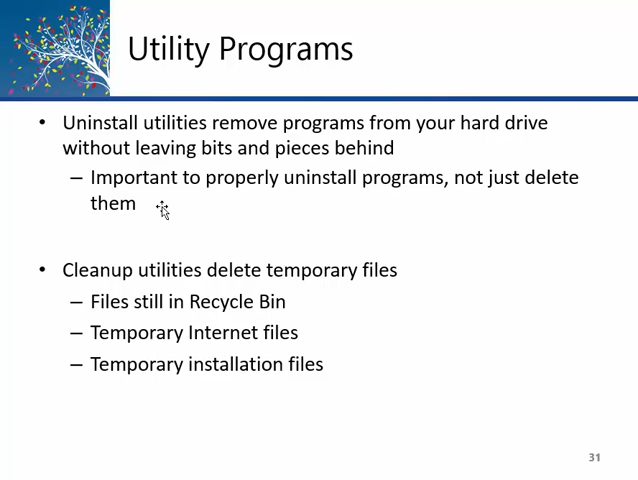 Utility Programs
• Uninstall utilities remove programs from your hard drive
without leaving bits and pieces behind
– Important to properly uninstall programs, not just delete
them
• Cleanup utilities delete temporary files
– Files still in Recycle Bin
– Temporary Internet files
– Temporary installation files
31